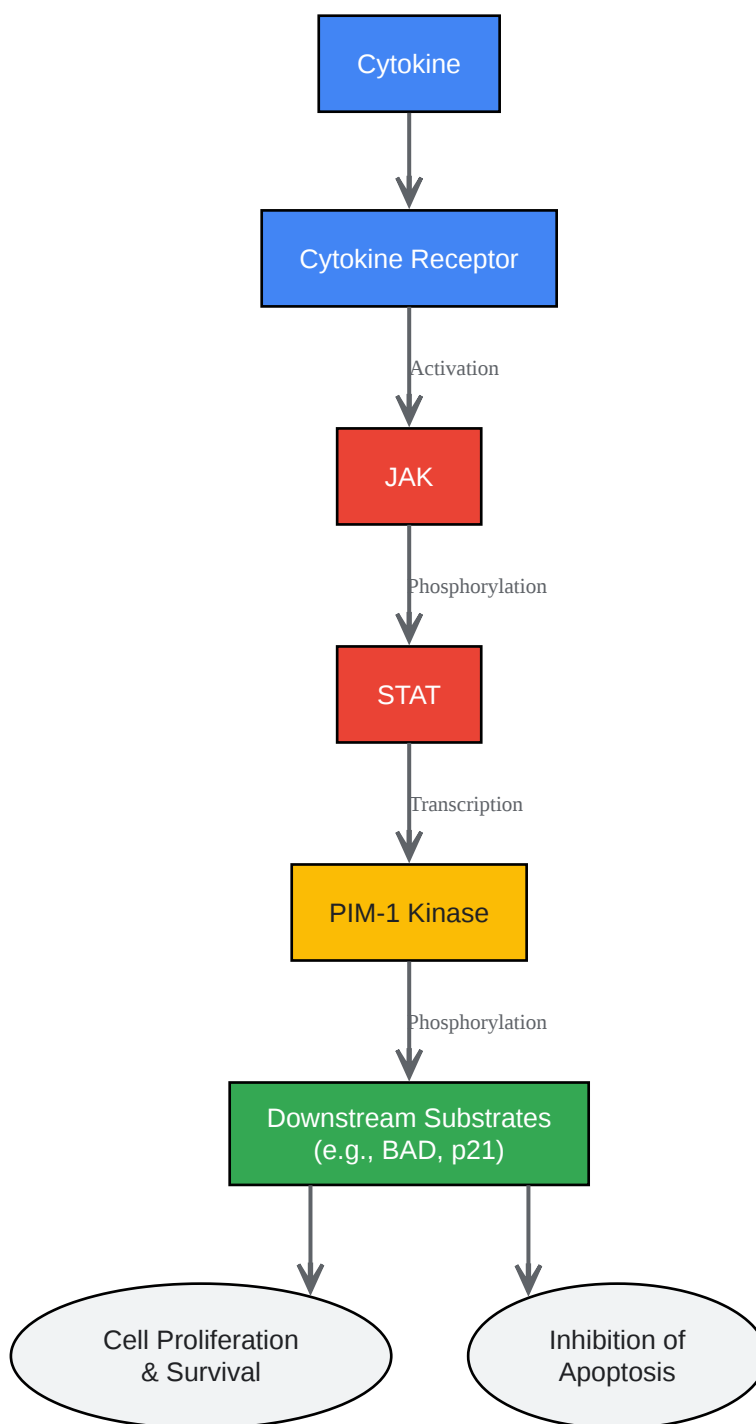 Cytokine
Cytokine Receptor
Activation
JAK
Phosphorylation
STAT
Transcription
PIM-1 Kinase
Phosphorylation
Downstream Substrates
(e.g., BAD, p21)
Cell Proliferation
& Survival
Inhibition of
Apoptosis